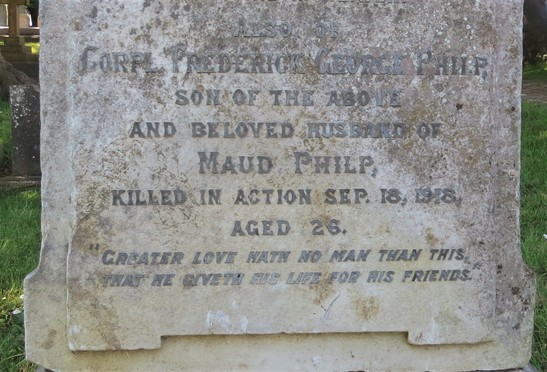 ALSO OF
CORPL. FREDERICK GEORGE PHILP,
SON OF THE ABOVE
AND BELOVED HUSBAND OF
MAUD PHILP,
KILLED IN ACTION SEP. 18, 1918,
AGED 26.
"GREATER LOVE HATH NO MAN THAN THIS,
THAT HE GIVETH HIS LIFE FOR HIS FRIENDS."